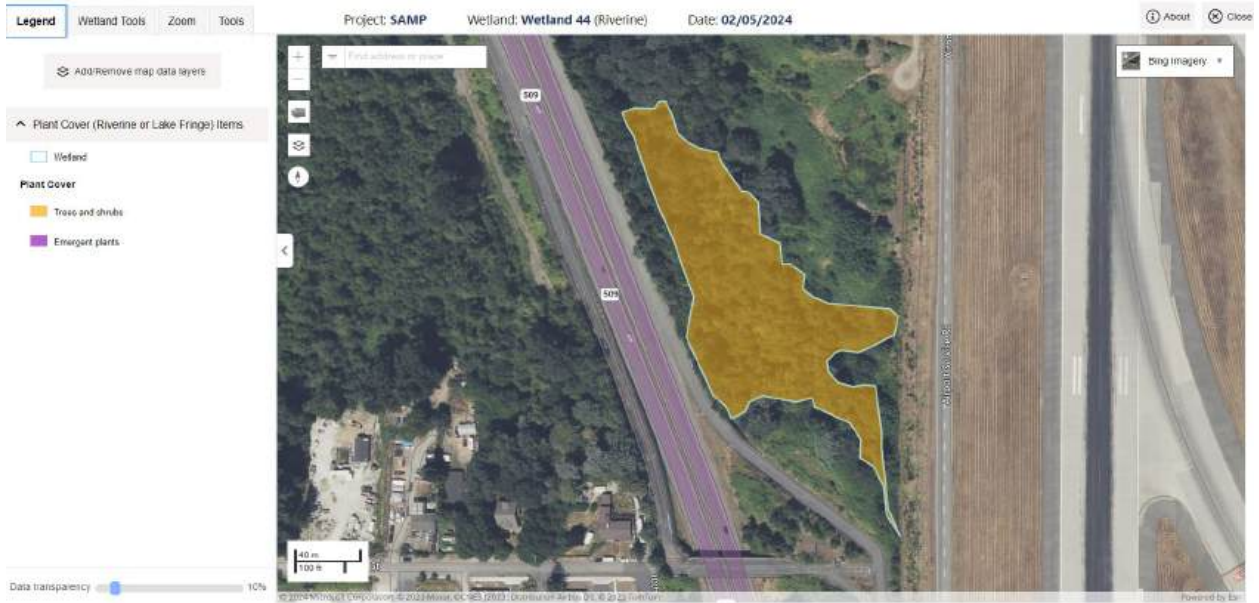 Legend
Wetland Tools
Zoom
Tools
Project: SAMP
Wetland: Wetland 44 (Riverine)
Date: 02/05/2024
About
Close
Add/Remove map data layers
Find address or place
Bing Imagery
Plant Cover (Riverine or Lake Fringe) Items
Wetland
Plant Cover
Trees and shrubs
Emergent plants
509
509
40 m
100 ft
St
Data transparency
10%
Powered by Esri